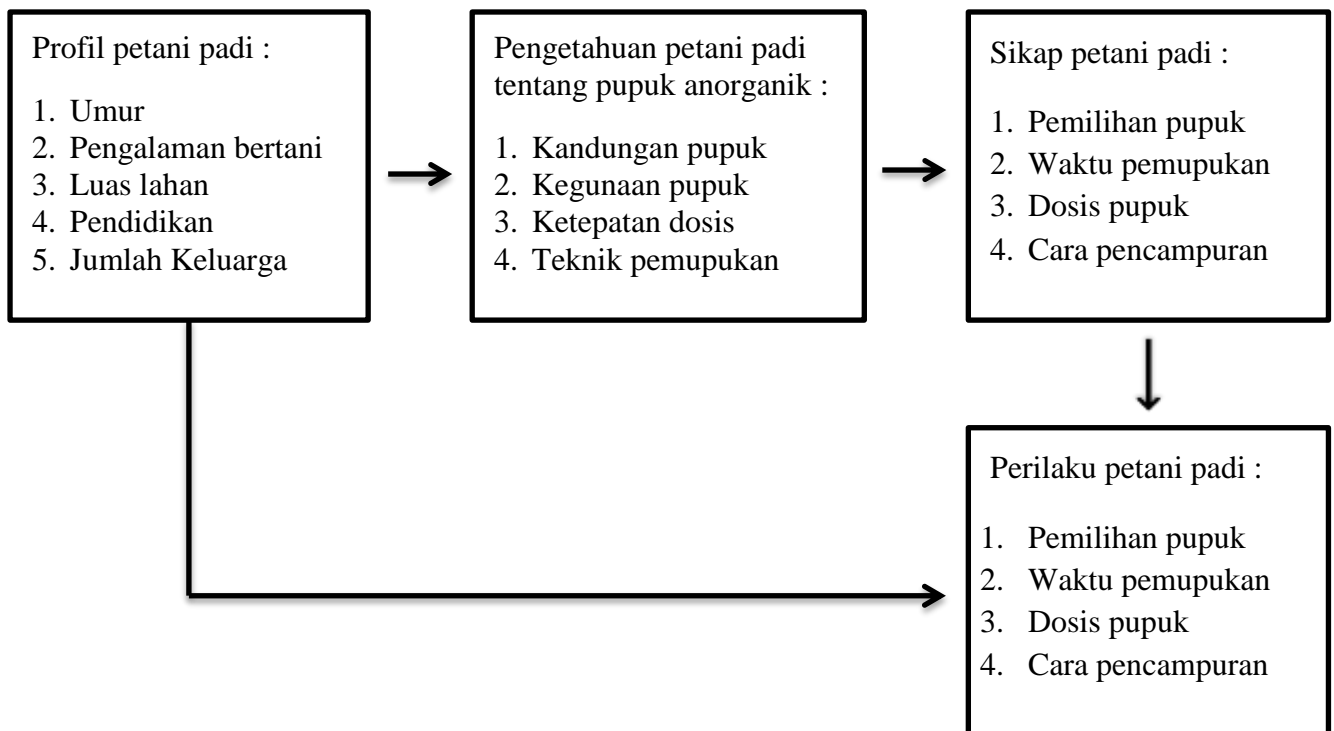 Profil petani padi :
1. Umur
2. Pengalaman bertani
3. Luas lahan
4. Pendidikan
5. Jumlah Keluarga
Pengetahuan petani padi
tentang pupuk anorganik :
1. Kandungan pupuk
2. Kegunaan pupuk
3. Ketepatan dosis
4. Teknik pemupukan
Sikap petani padi :
1. Pemilihan pupuk
2. Waktu pemupukan
3. Dosis pupuk
4. Cara pencampuran
Perilaku petani padi :
1. Pemilihan pupuk
2. Waktu pemupukan
3. Dosis pupuk
4. Cara pencampuran